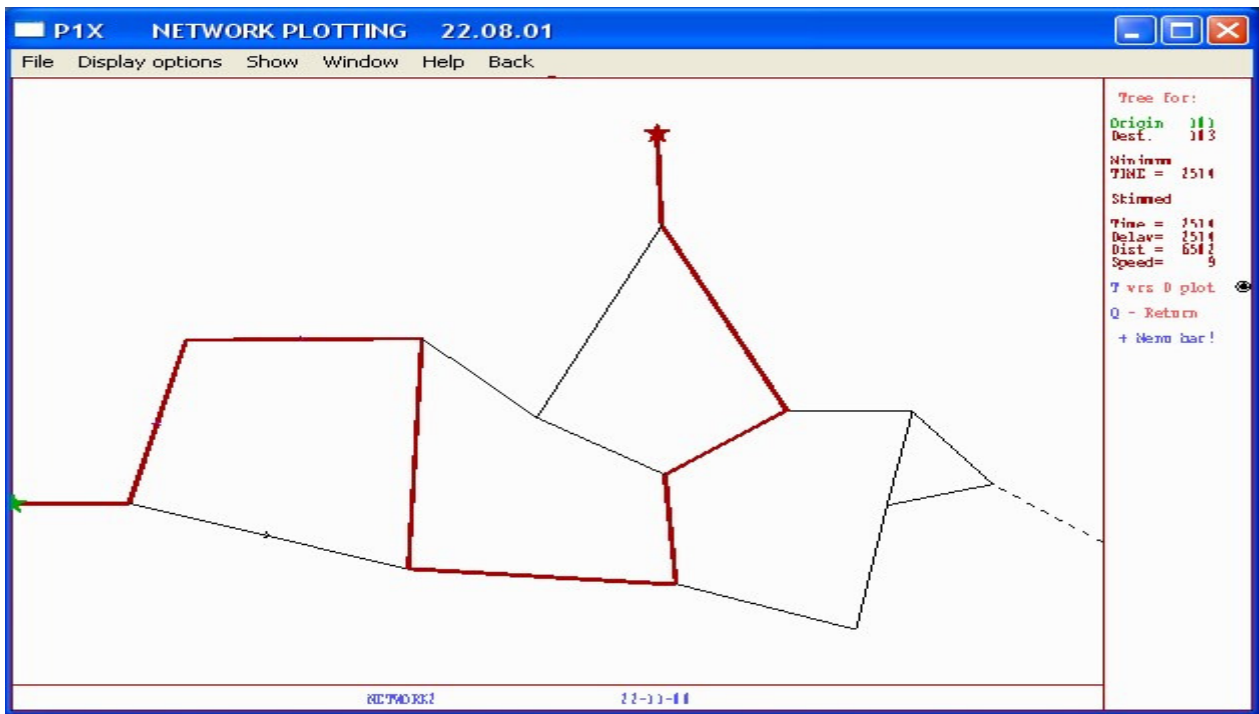 P1X NETWORK PLOTTING 22.08.01
File Display options Show Window Help Back
Tree for:
Origin
Dest.
Minimum
TIME =
Skimmed
Time =
Delay=
Dist =
Speed= 9
T vrs D plot
Q - Return
+ Menu bar!
NETWORK2